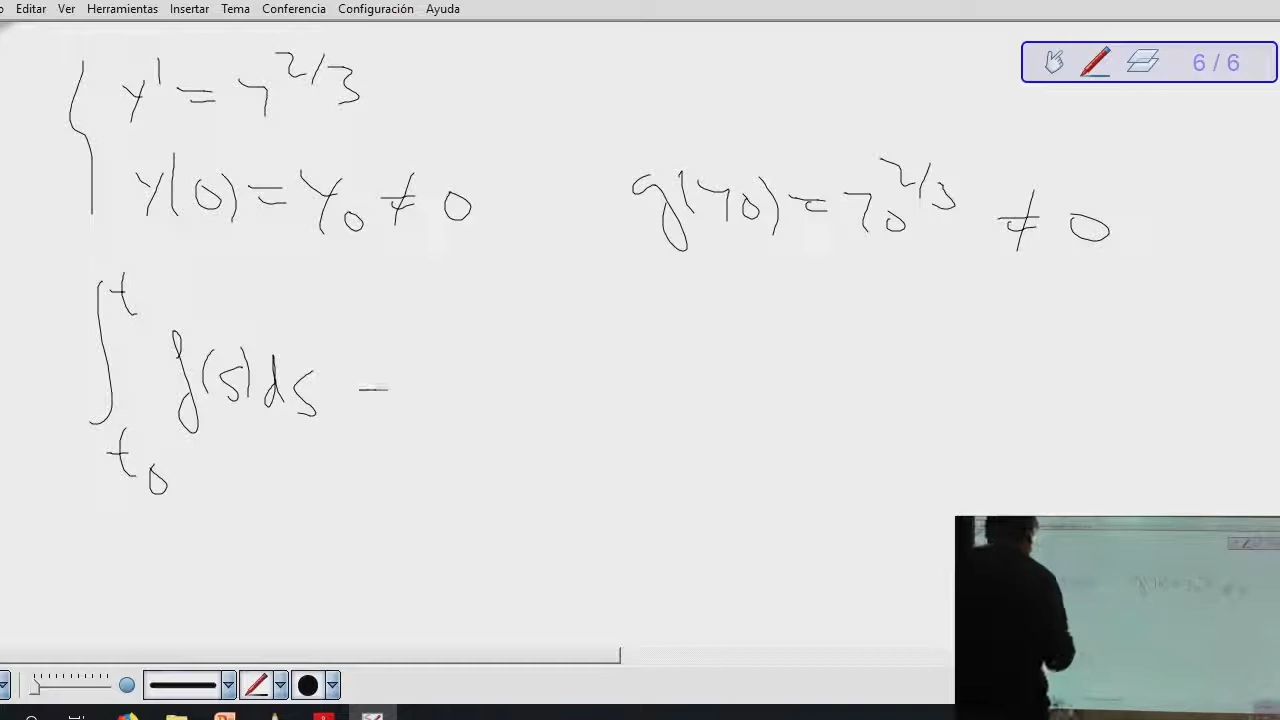 Editar Ver Herramientas Insertar Tema Conferencia Configuración Ayuda
6 / 6
y' = y^{2/3}
y(0) = y_0 ≠ 0
g(y_0) = y_0^{2/3} ≠ 0
∫_{t_0}^{t} f(s) ds =